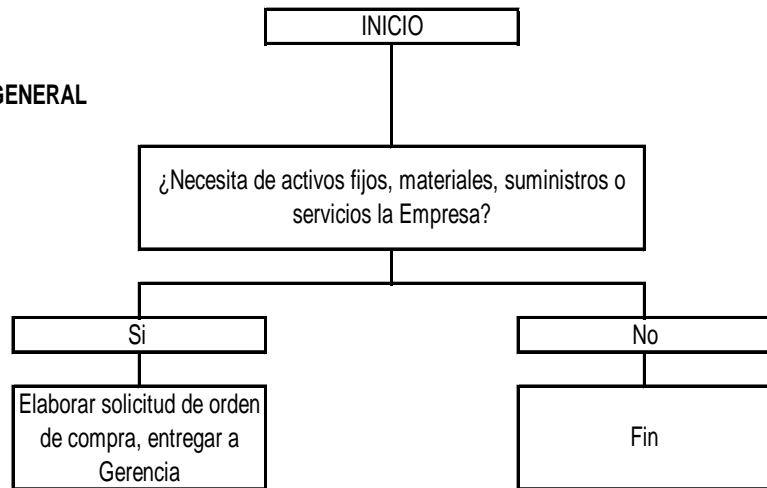 INICIO
GENERAL
¿Necesita de activos fijos, materiales, suministros o
servicios la Empresa?
Si
No
Elaborar solicitud de orden
de compra, entregar a
Gerencia
Fin